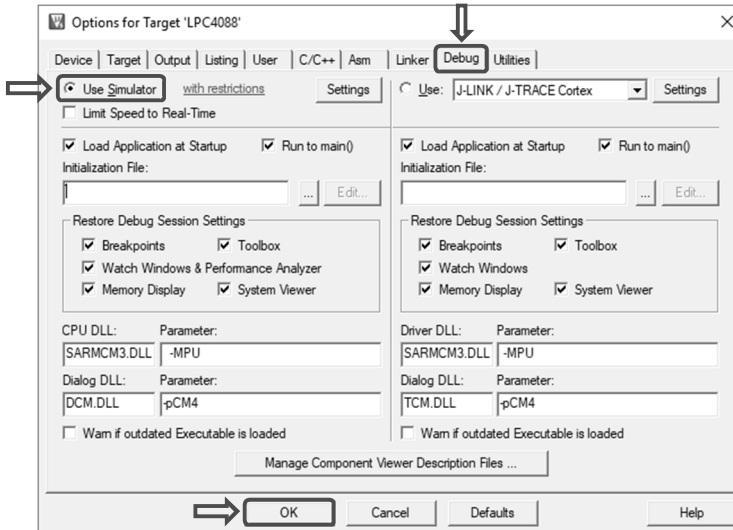 Options for Target 'LPC4088'
Device Target Output Listing User C/C++ Asm Linker Debug Utilities
Use Simulator with restrictions Settings
Use: J-LINK / J-TRACE Cortex Settings
Limit Speed to Real-Time
Load Application at Startup Run to main()
Initialization File:
... Edit...
Load Application at Startup Run to main()
Initialization File:
... Edit...
Restore Debug Session Settings
Breakpoints Toolbox
Watch Windows & Performance Analyzer
Memory Display System Viewer
Restore Debug Session Settings
Breakpoints Toolbox
Watch Windows
Memory Display System Viewer
CPU DLL: Parameter:
SARMCM3.DLL -MPU
Dialog DLL: Parameter:
DCM.DLL -pCM4
Warn if outdated Executable is loaded
Driver DLL: Parameter:
SARMCM3.DLL -MPU
Dialog DLL: Parameter:
TCM.DLL -pCM4
Warn if outdated Executable is loaded
Manage Component Viewer Description Files ...
OK Cancel Defaults Help